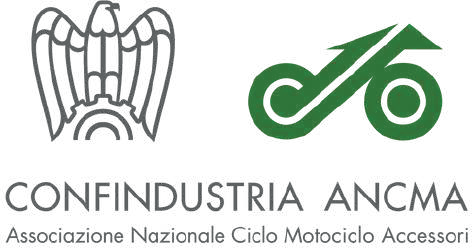 CONFINDUSTRIA ANCMA
Associazione Nazionale Ciclo Motociclo Accessori